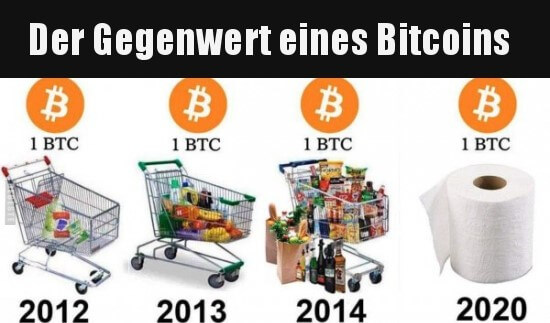 Der Gegenwert eines Bitcoins
1 BTC 1 BTC 1 BTC 1 BTC
2012 2013 2014 2020